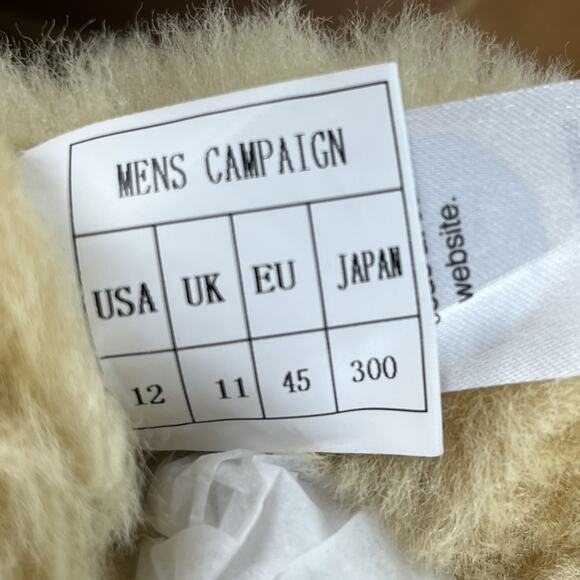 MENS CAMPAIGN
USA UK EU JAPAN
12 11 45 300
website.